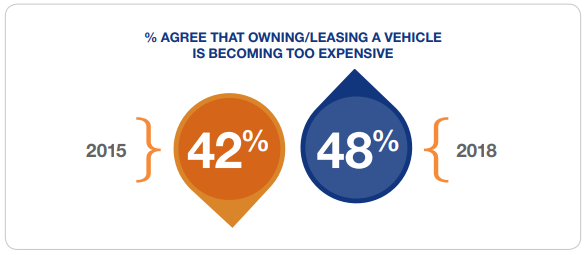 % AGREE THAT OWNING/LEASING A VEHICLE
IS BECOMING TOO EXPENSIVE
2015
42%
48%
2018